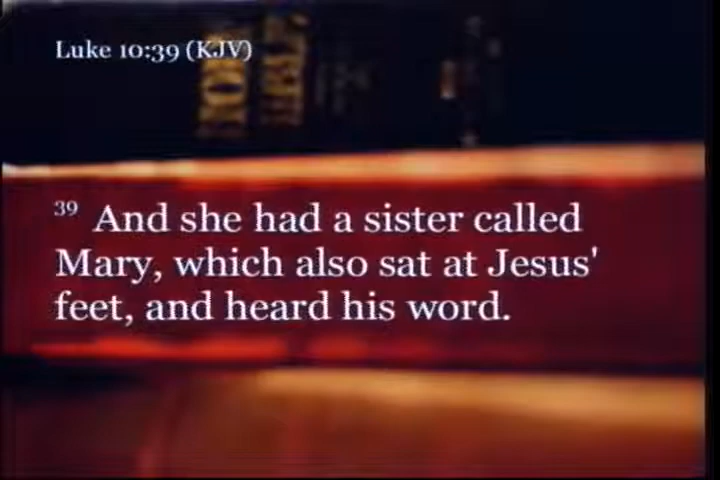 Luke 10:39 (KJV)
39 And she had a sister called
Mary, which also sat at Jesus'
feet, and heard his word.